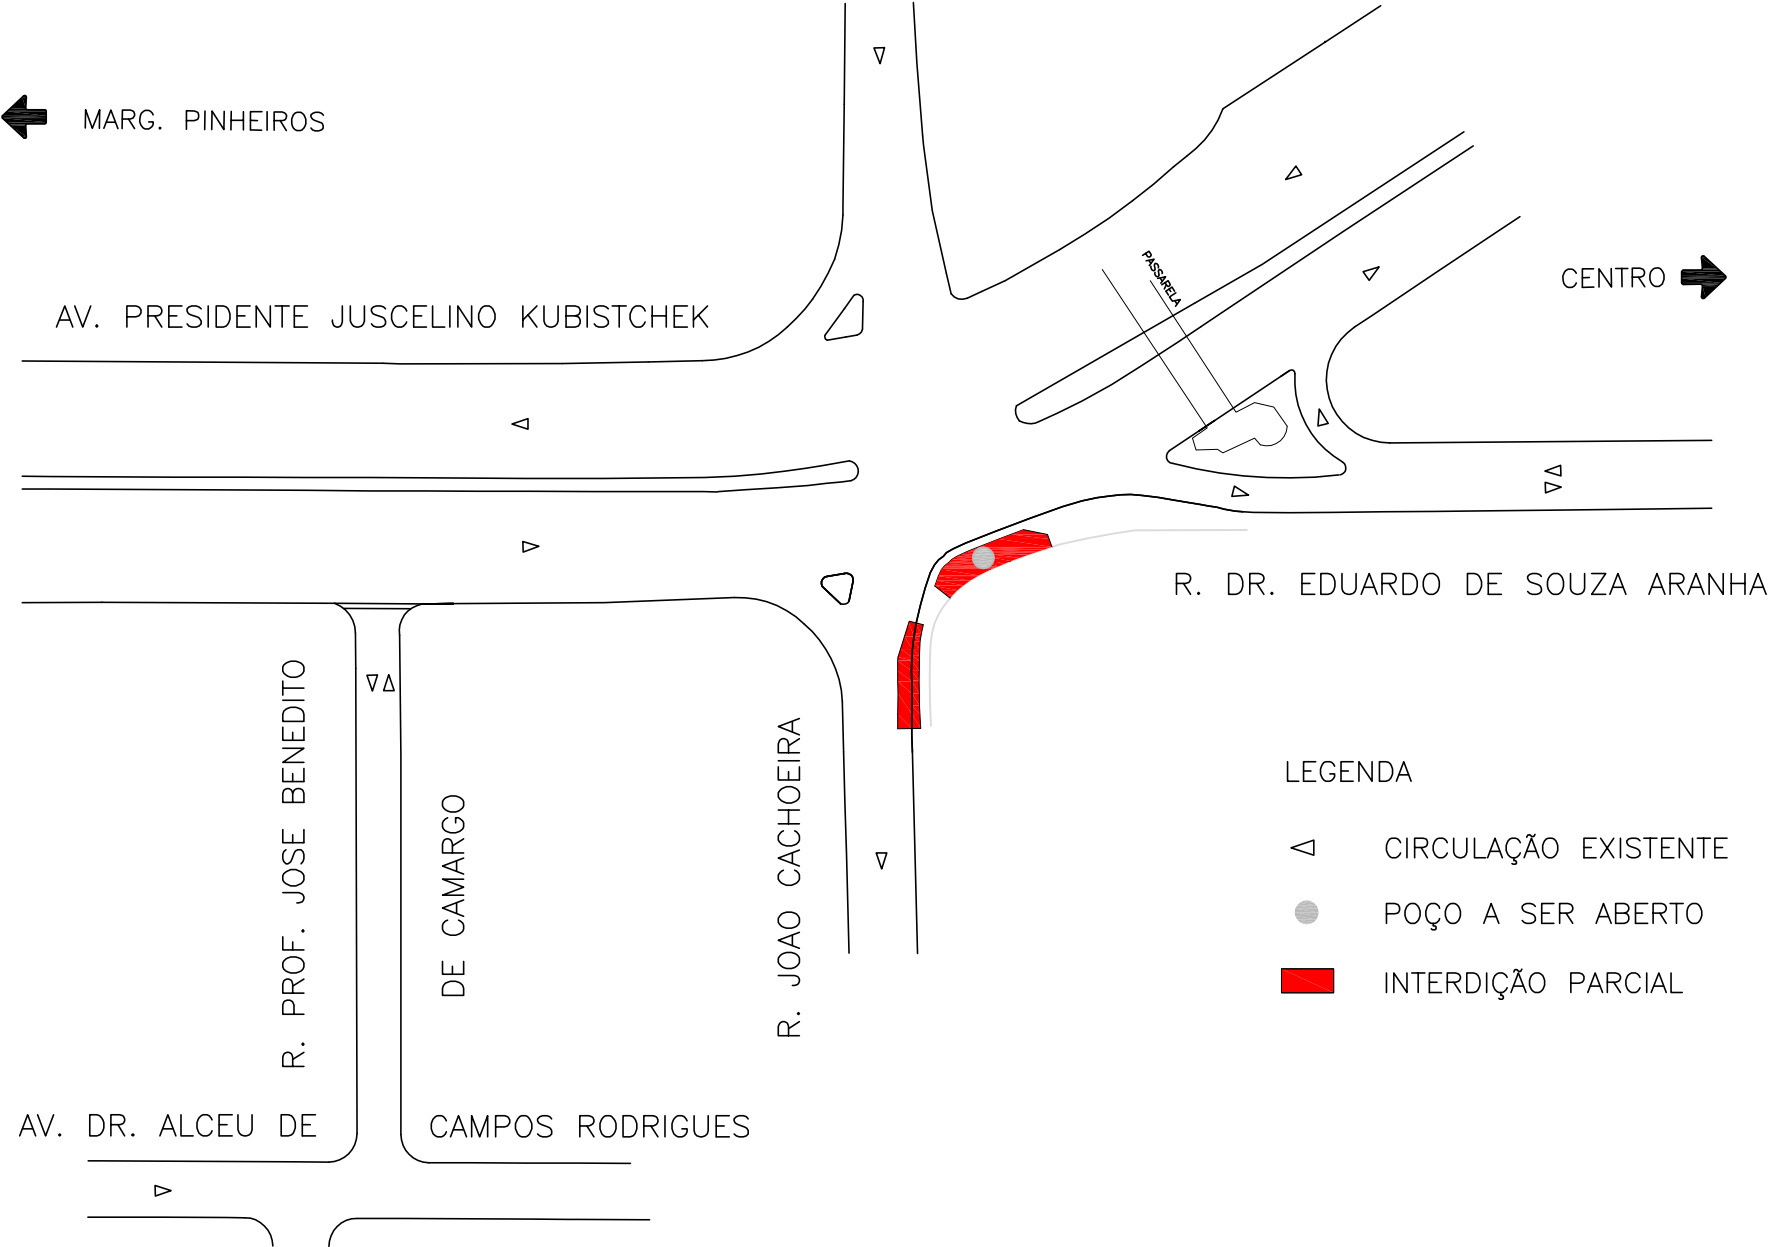 MARG. PINHEIROS
PASSARELA
CENTRO
AV. PRESIDENTE JUSCELINO KUBISTCHEK
R. DR. EDUARDO DE SOUZA ARANHA
R. PROF. JOSE BENEDITO
DE CAMARGO
R. JOAO CACHOEIRA
LEGENDA
CIRCULAÇÃO EXISTENTE
POÇO A SER ABERTO
INTERDIÇÃO PARCIAL
AV. DR. ALCEU DE CAMPOS RODRIGUES